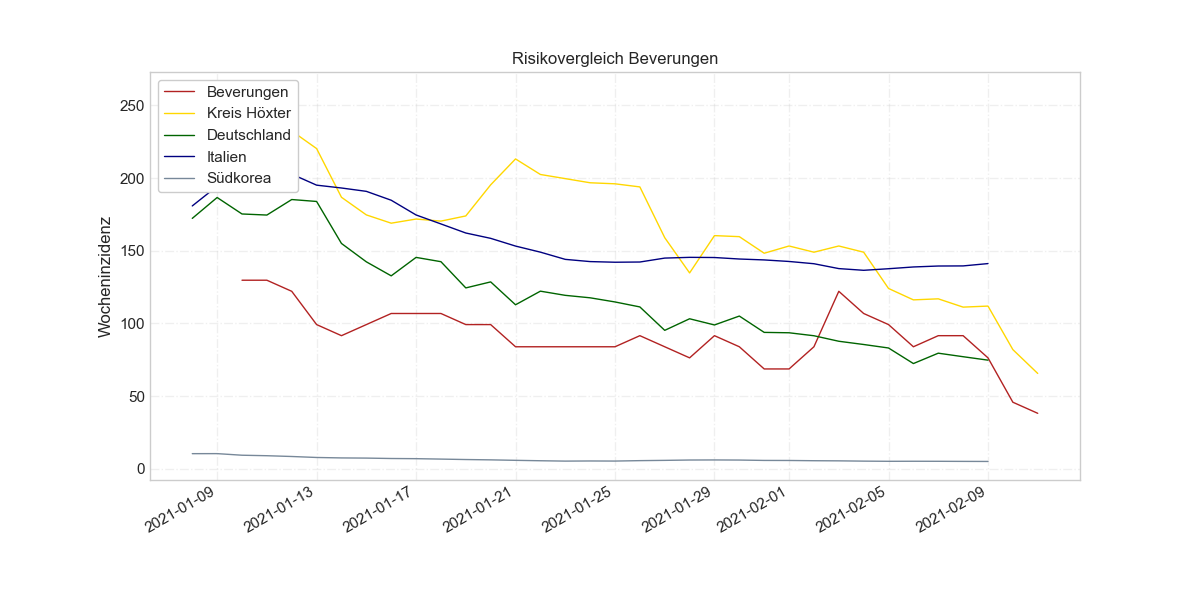 Risikovergleich Beverungen
Beverungen
Kreis Höxter
Deutschland
Italien
Südkorea
Wocheninzidenz
250
200
150
100
50
0
2021-01-09
2021-01-13
2021-01-17
2021-01-21
2021-01-25
2021-01-29
2021-02-01
2021-02-05
2021-02-09